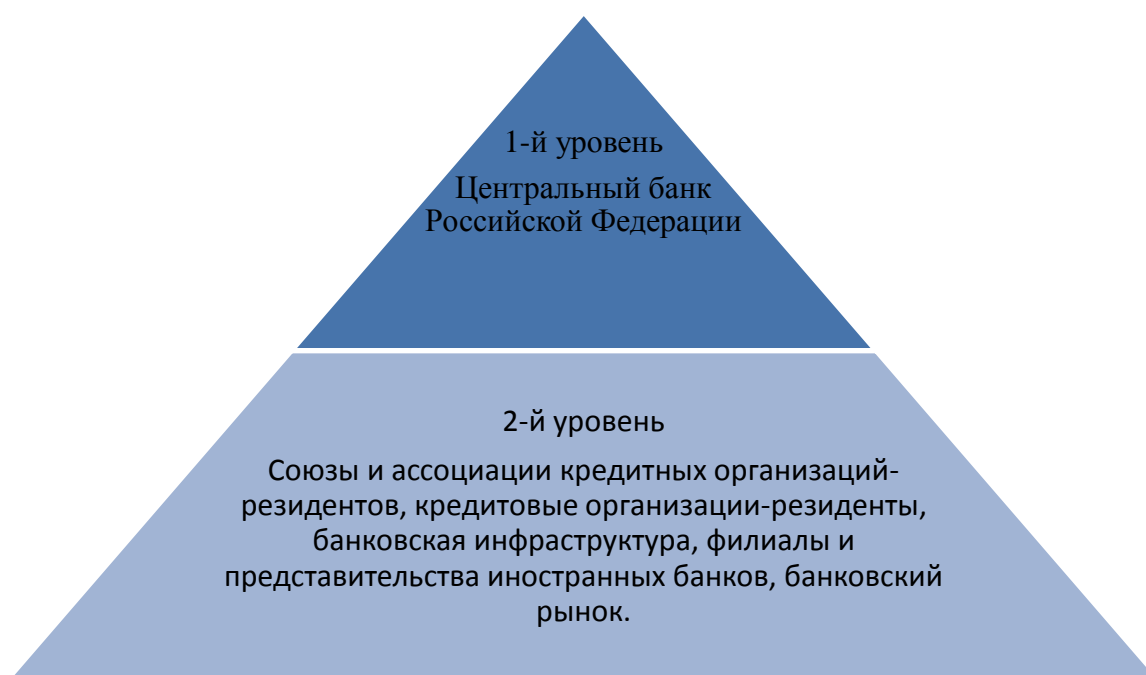 1-й уровень
Центральный банк
Российской Федерации
2-й уровень
Союзы и ассоциации кредитных организаций-
резидентов, кредитовые организации-резиденты,
банковская инфраструктура, филиалы и
представительства иностранных банков, банковский
рынок.